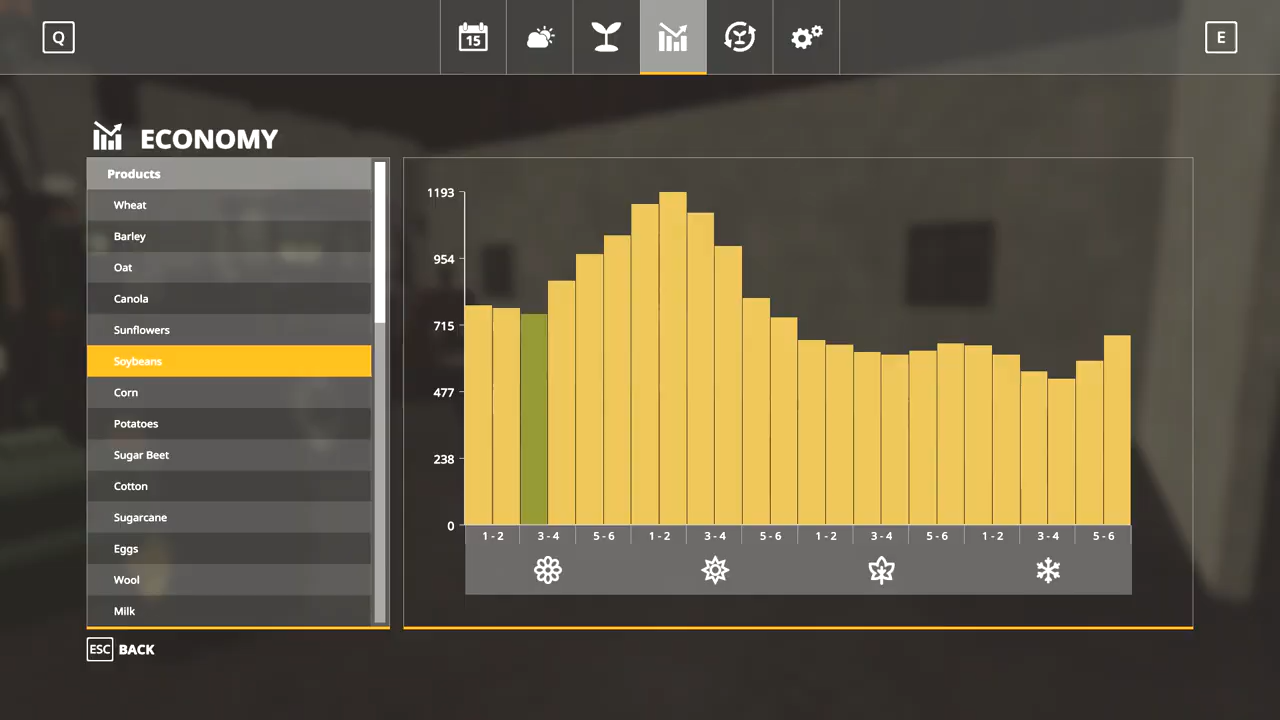 Q
15
E
ECONOMY
Products
Wheat
Barley
Oat
Canola
Sunflowers
Soybeans
Corn
Potatoes
Sugar Beet
Cotton
Sugarcane
Eggs
Wool
Milk
1193
954
715
477
238
0
1 - 2 3 - 4 5 - 6 1 - 2 3 - 4 5 - 6 1 - 2 3 - 4 5 - 6 1 - 2 3 - 4 5 - 6
ESC BACK